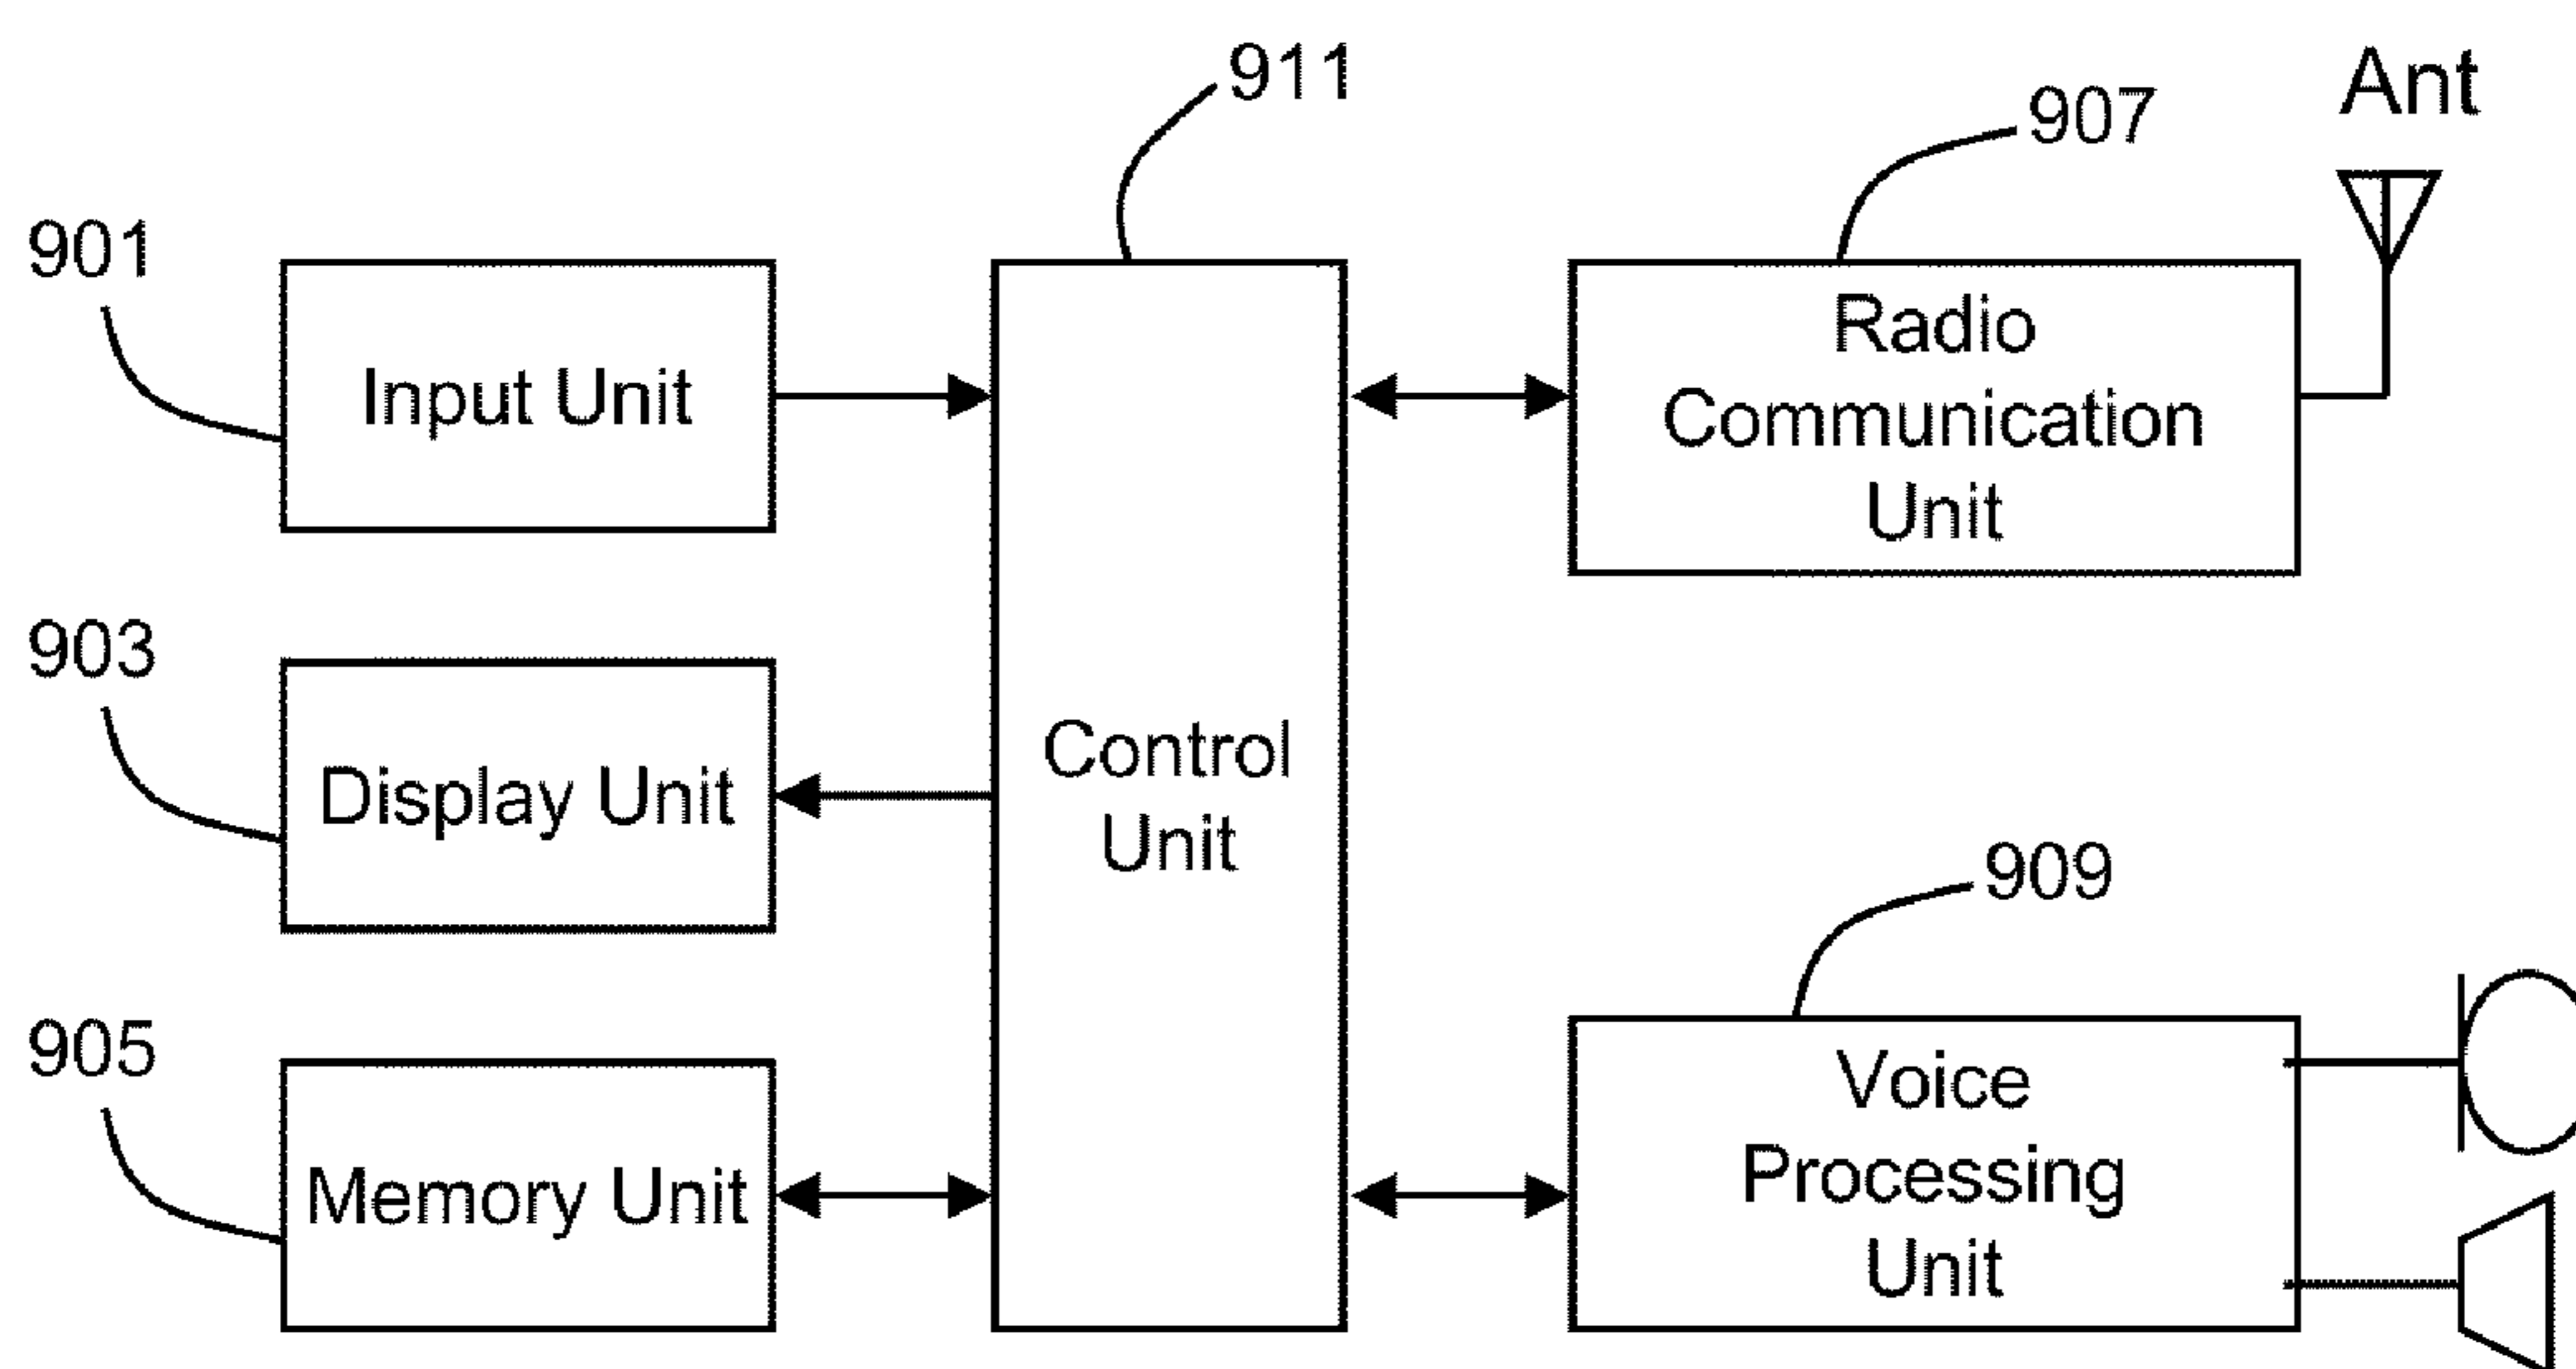 911
Ant
907
901
Radio
Communication
Unit
Input Unit
903
Control
Unit
Display Unit
909
905
Voice
Processing
Unit
Memory Unit